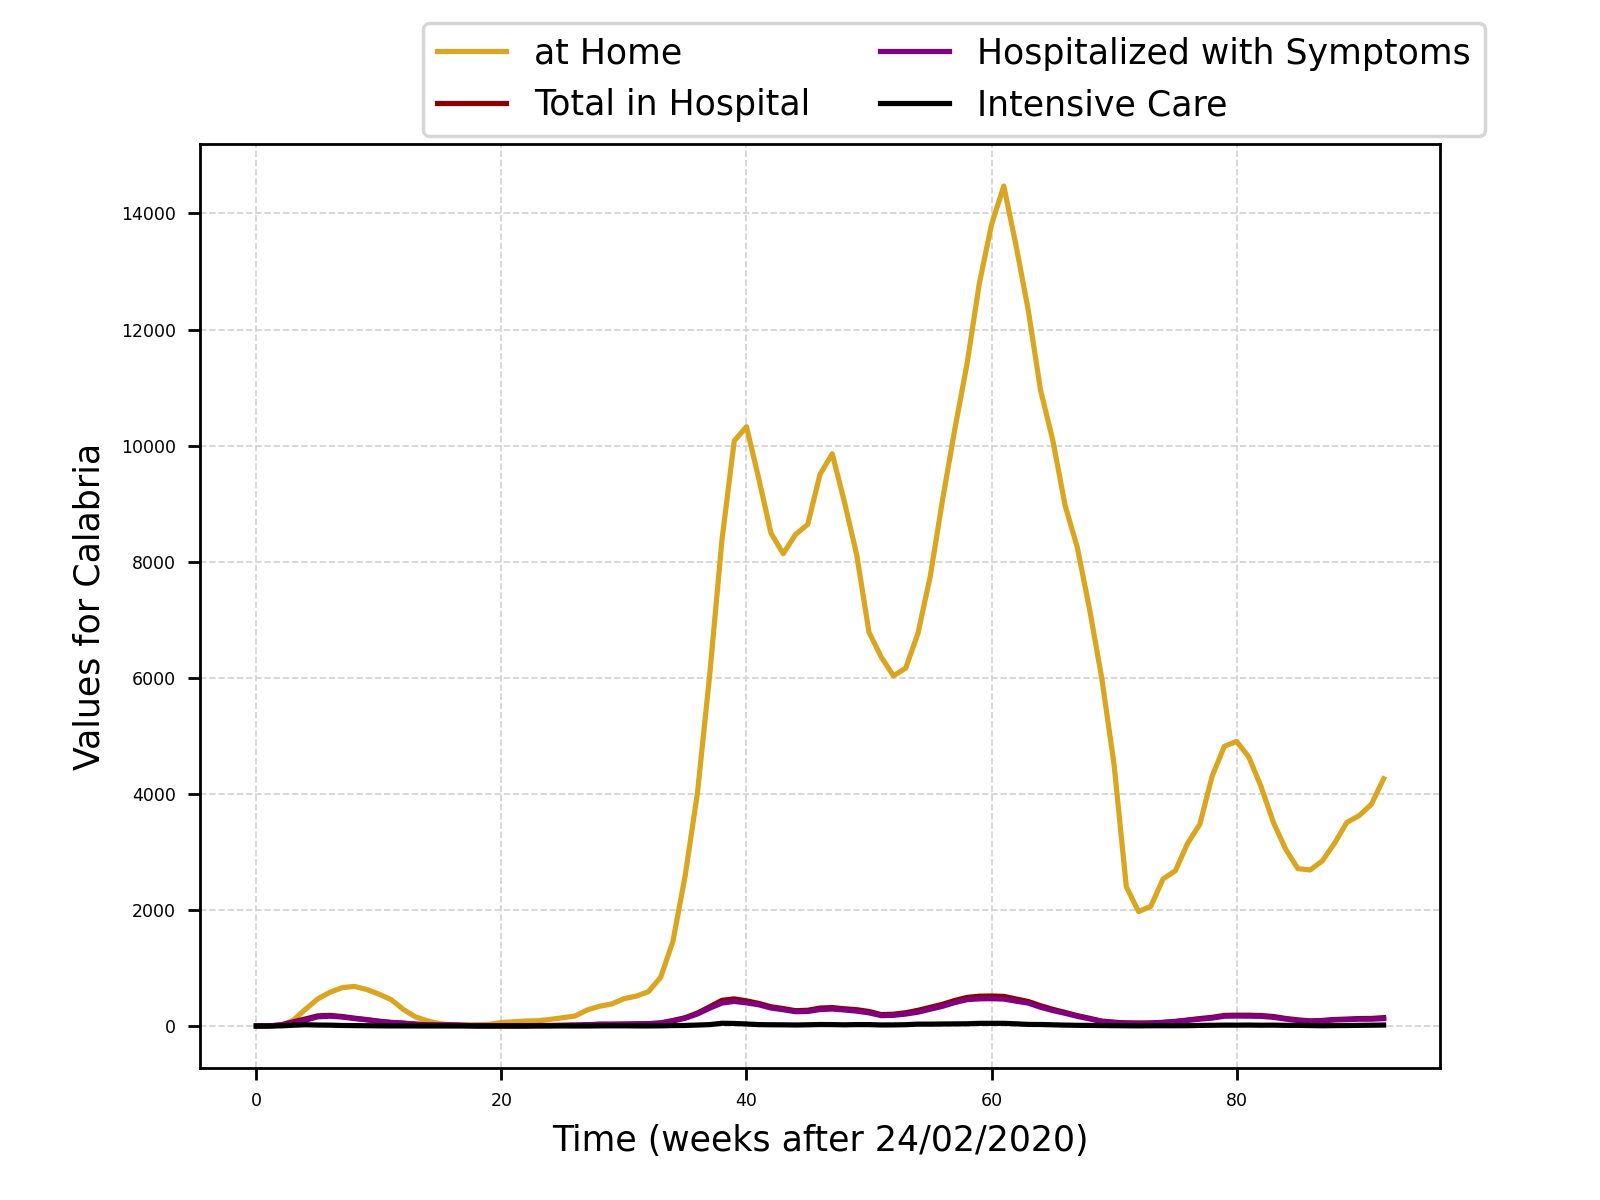 at Home
Total in Hospital
Hospitalized with Symptoms
Intensive Care
Values for Calabria
14000
12000
10000
8000
6000
4000
2000
0
0 20 40 60 80
Time (weeks after 24/02/2020)